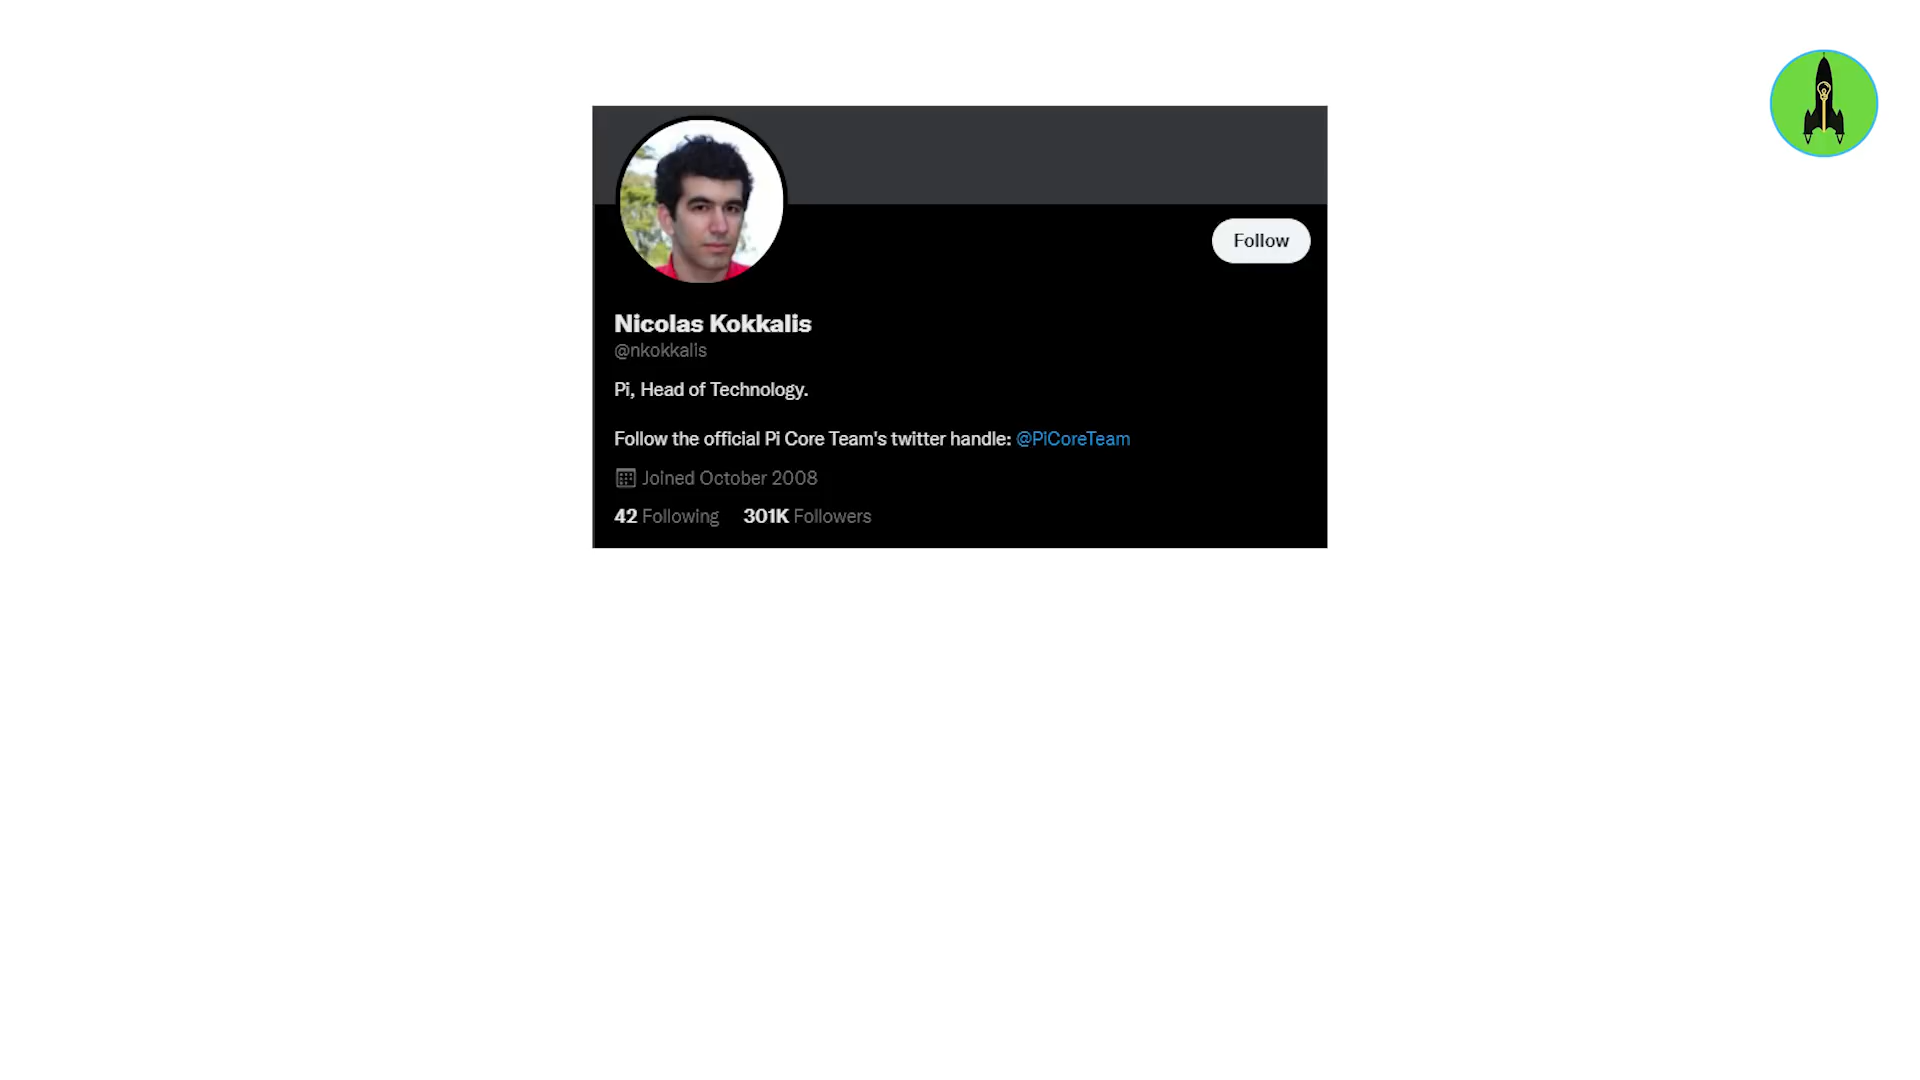 Follow
Nicolas Kokkalis
@nkokkalis
Pi, Head of Technology.
Follow the official Pi Core Team's twitter handle: @PiCoreTeam
Joined October 2008
42 Following 301K Followers